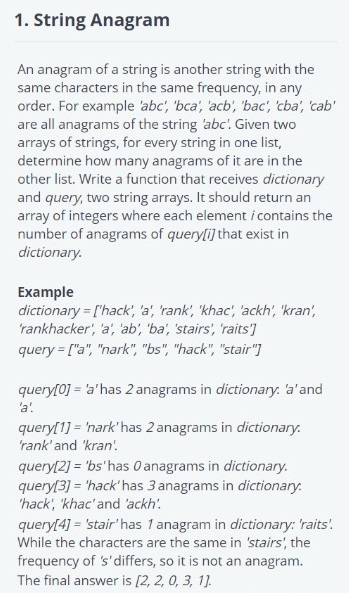 1. String Anagram
An anagram of a string is another string with the
same characters in the same frequency, in any
order. For example 'abc', 'bca', 'acb', 'bac', 'cba', 'cab'
are all anagrams of the string 'abc'. Given two
arrays of strings, for every string in one list,
determine how many anagrams of it are in the
other list. Write a function that receives dictionary
and query, two string arrays. It should return an
array of integers where each element i contains the
number of anagrams of query[i] that exist in
dictionary.
Example
dictionary = ['hack', 'a', 'rank', 'khac', 'ackh', 'kran',
'rankhacker', 'a', 'ab', 'ba', 'stairs', 'raits']
query = ["a", "nark", "bs", "hack", "stair"]
query[0] = 'a' has 2 anagrams in dictionary: 'a' and
'a'.
query[1] = 'nark' has 2 anagrams in dictionary:
'rank' and 'kran'.
query[2] = 'bs' has 0 anagrams in dictionary.
query[3] = 'hack' has 3 anagrams in dictionary:
'hack', 'khac' and 'ackh'.
query[4] = 'stair' has 1 anagram in dictionary: 'raits'.
While the characters are the same in 'stairs', the
frequency of 's' differs, so it is not an anagram.
The final answer is [2, 2, 0, 3, 1].